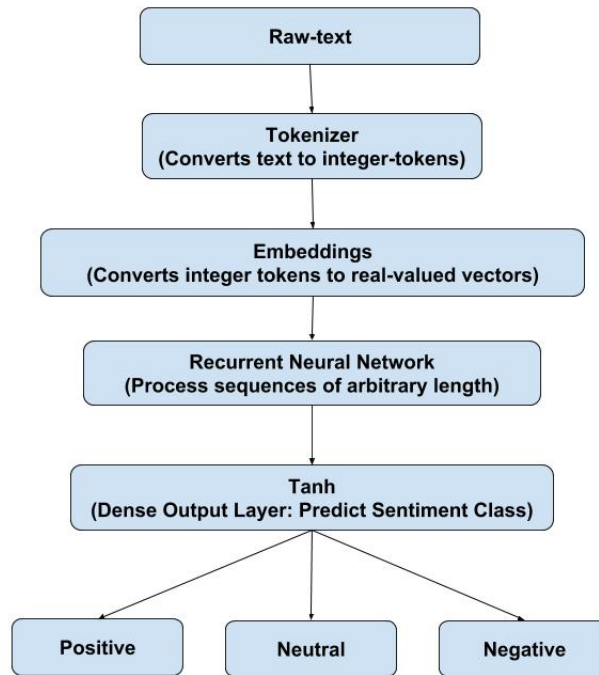 Raw-text
Tokenizer
(Converts text to integer-tokens)
Embeddings
(Converts integer tokens to real-valued vectors)
Recurrent Neural Network
(Process sequences of arbitrary length)
Tanh
(Dense Output Layer: Predict Sentiment Class)
Positive
Neutral
Negative